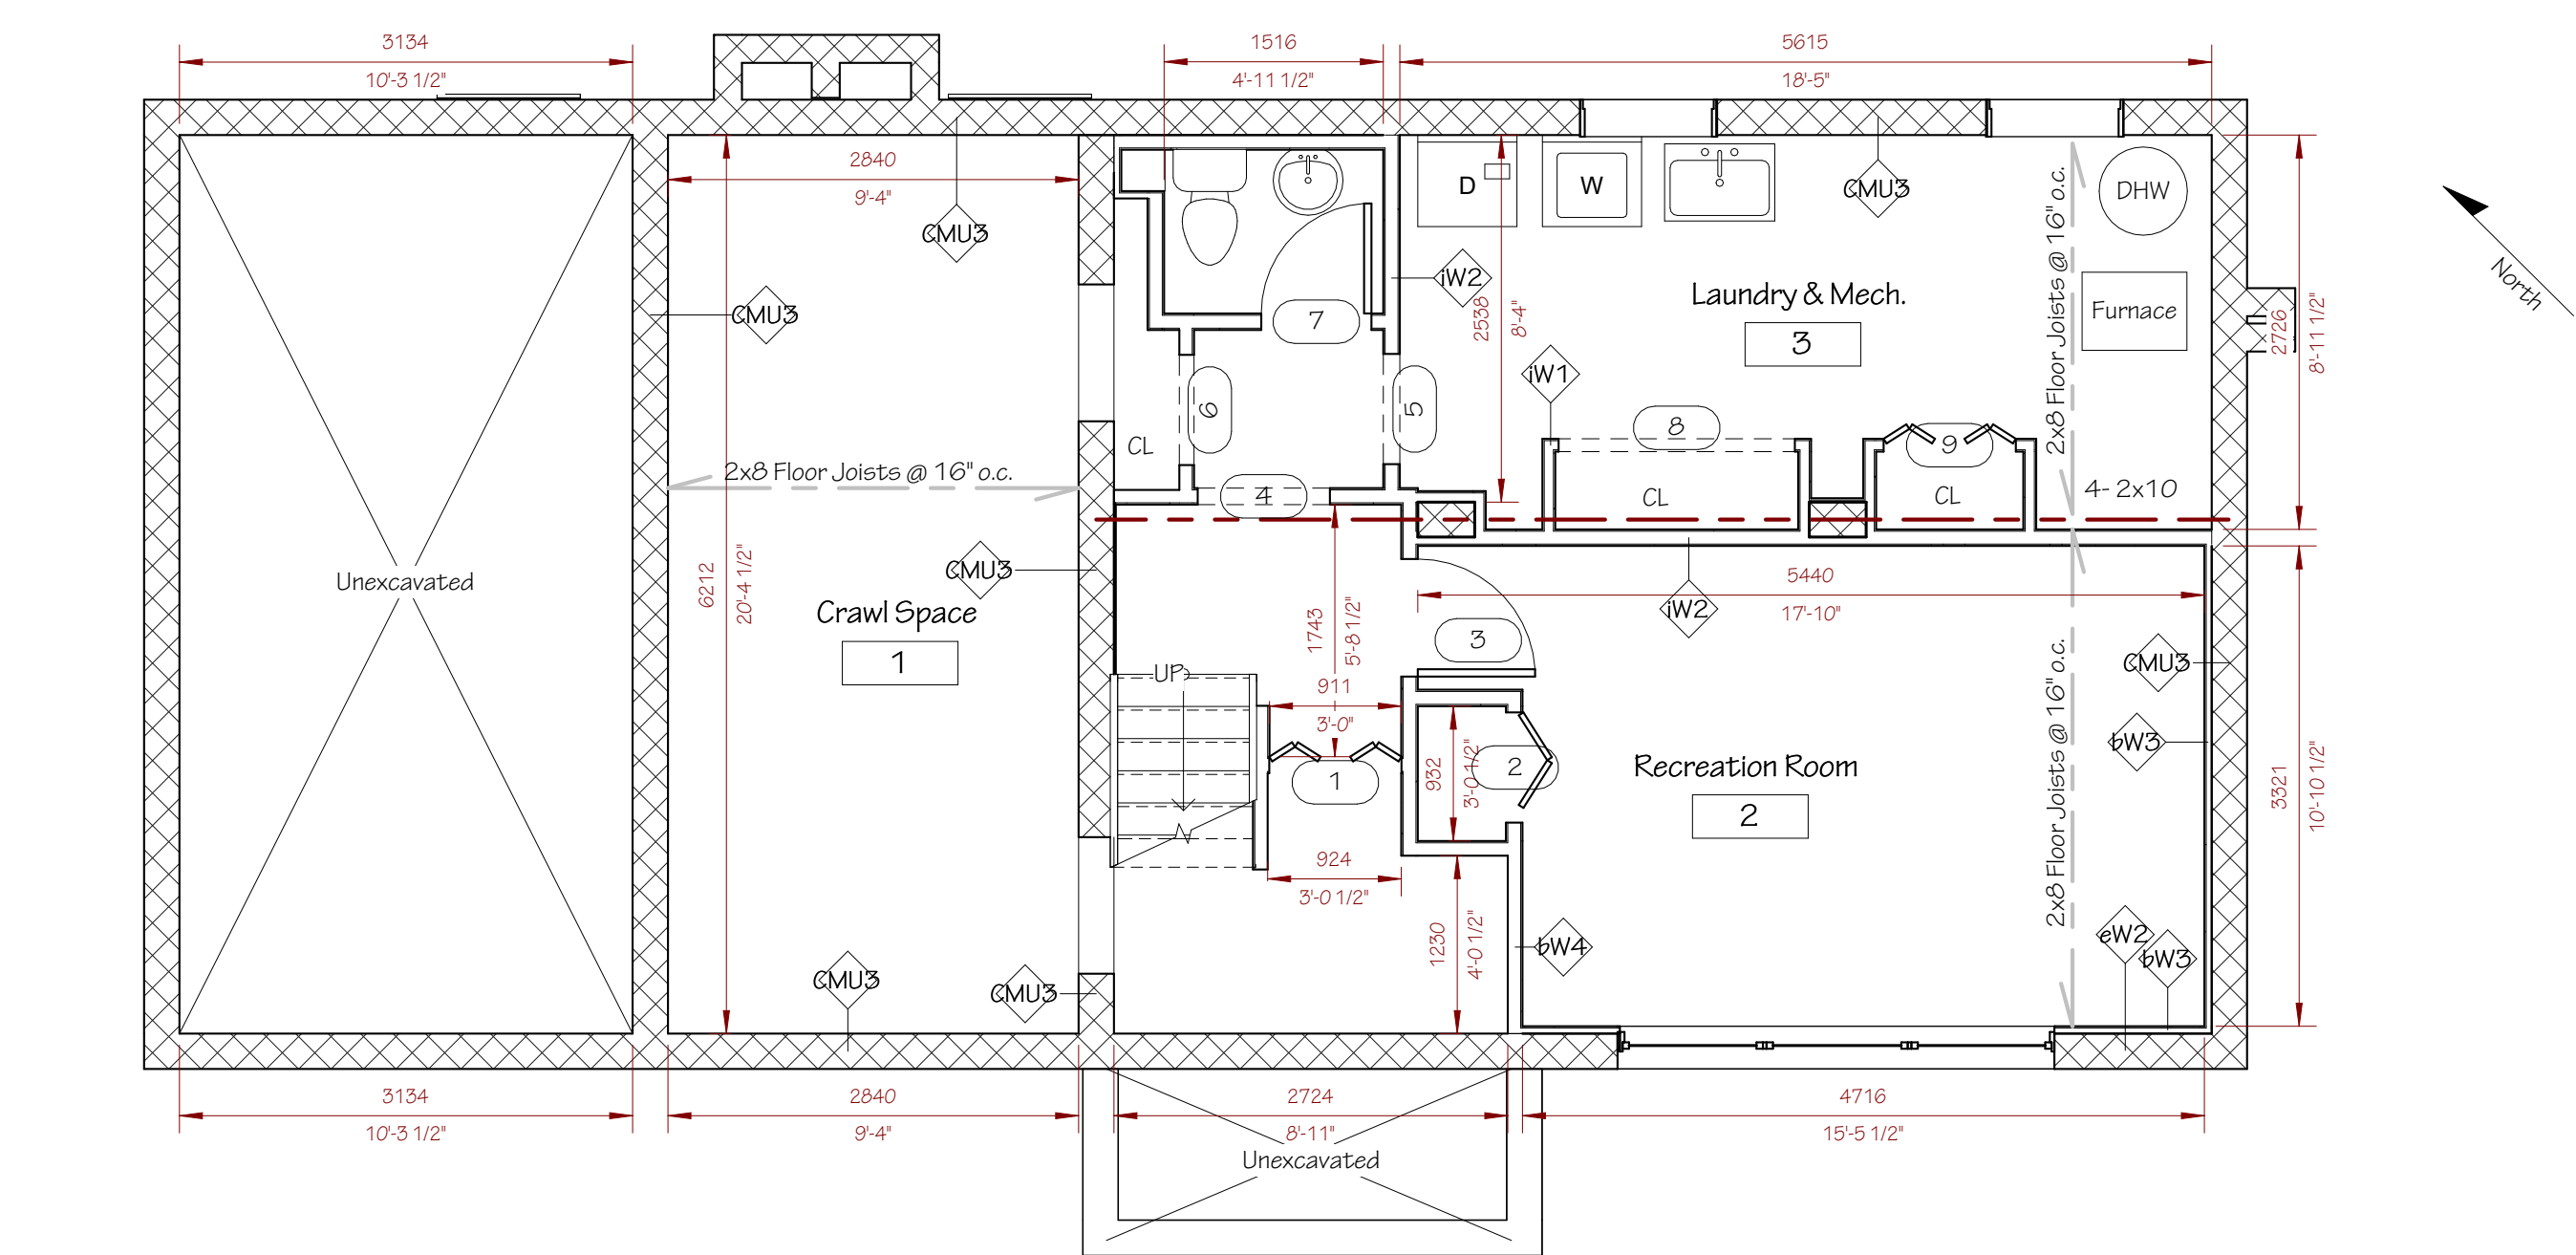 3134
10'-3 1/2"
1516
4'-11 1/2"
5615
18'-5"
2840
9'-4"
CMU3
CMU3
D
W
CMU3
DHW
2x8 Floor Joists @ 16" o.c.
North
CMU3
iW2
2538
8'-4"
7
Laundry & Mech.
3
Furnace
2726
8'-11 1/2"
iW1
6
5
8
9
CL
2x8 Floor Joists @ 16" o.c.
4
CL
CL
4- 2x10
Unexcavated
6212
20'-4 1/2"
CMU3
Crawl Space
1
1743
5'-8 1/2"
5440
17'-10"
iW2
3
CMU3
UP
911
3'-0"
2x8 Floor Joists @ 16" o.c.
bW3
1
932
3'-0 1/2"
2
Recreation Room
2
3321
10'-10 1/2"
924
3'-0 1/2"
1230
4'-0 1/2"
bW4
eW2
bW3
CMU3
CMU3
3134
10'-3 1/2"
2840
9'-4"
2724
8'-11"
4716
15'-5 1/2"
Unexcavated